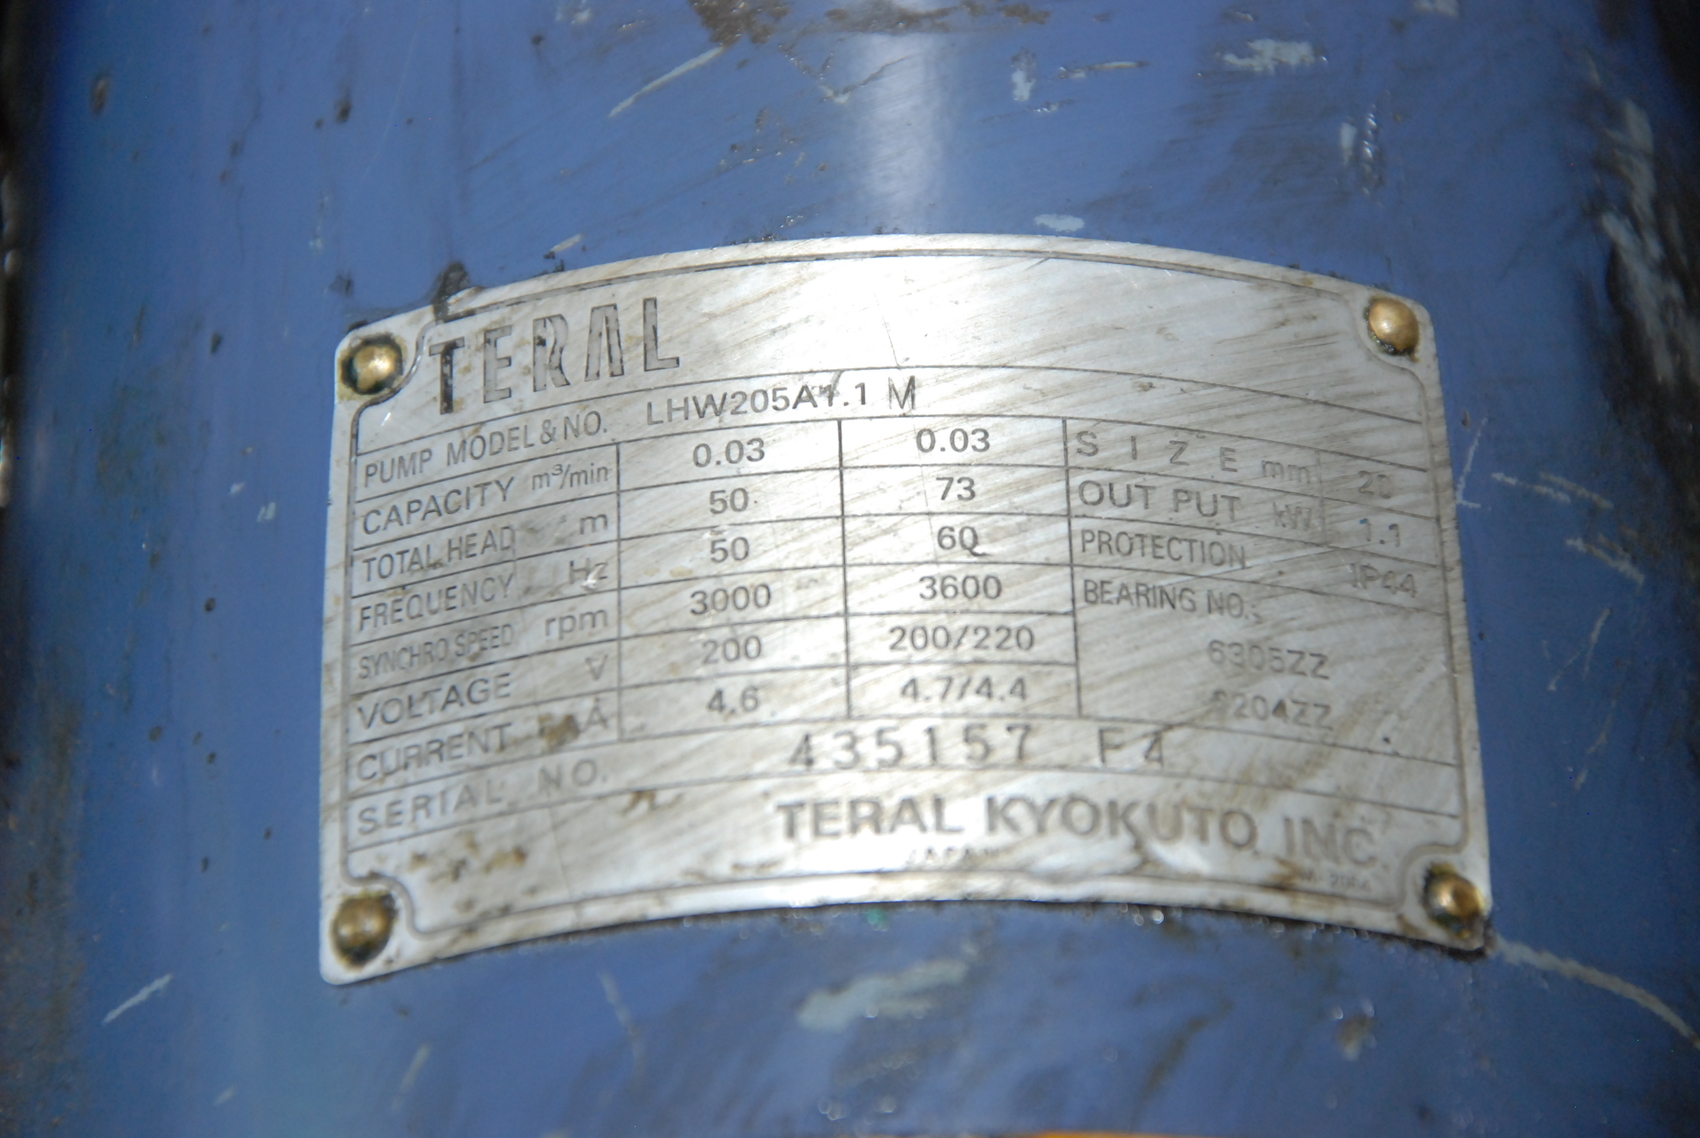 TERAL
PUMP MODEL & NO. LHW205A1.1 M
CAPACITY m³/min 0.03 0.03 SIZE mm 20
TOTAL HEAD m 50 73 OUT PUT kW 1.1
FREQUENCY Hz 50 60 PROTECTION IP44
SYNCHRO SPEED rpm 3000 3600 BEARING NO.
VOLTAGE V 200 200/220 6305ZZ
CURRENT A 4.6 4.7/4.4 6204ZZ
SERIAL NO. 435157 F4
TERAL KYOKUTO INC.
JAPAN